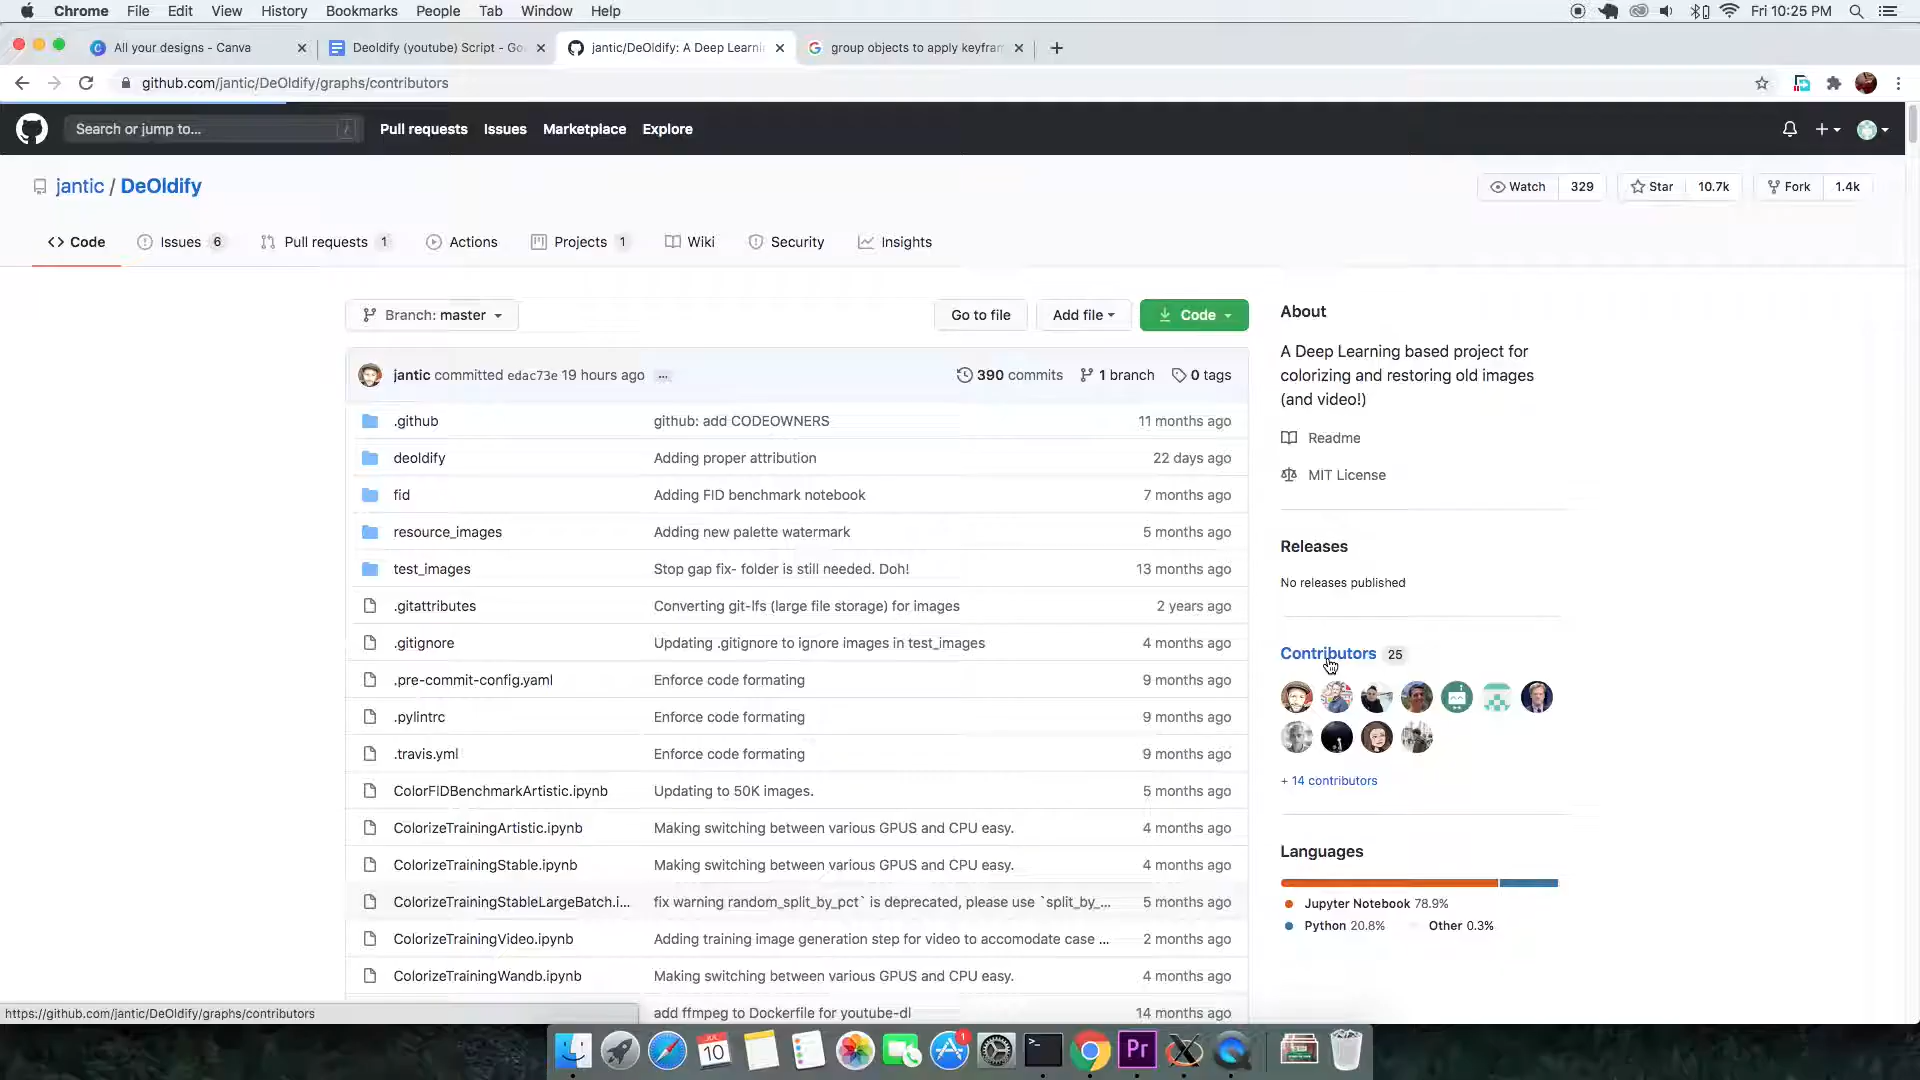 Chrome File Edit View History Bookmarks People Tab Window Help Fri 10:25 PM
All your designs - Canva
DeOldify (youtube) Script - Go
jantic/DeOldify: A Deep Learni
group objects to apply keyfram
github.com/jantic/DeOldify/graphs/contributors
Search or jump to... / Pull requests Issues Marketplace Explore
jantic / DeOldify Watch 329 Star 10.7k Fork 1.4k
<> Code Issues 6 Pull requests 1 Actions Projects 1 Wiki Security Insights
Branch: master Go to file Add file Code
jantic committed edac73e 19 hours ago ... 390 commits 1 branch 0 tags
.github github: add CODEOWNERS 11 months ago
deoldify Adding proper attribution 22 days ago
fid Adding FID benchmark notebook 7 months ago
resource_images Adding new palette watermark 5 months ago
test_images Stop gap fix- folder is still needed. Doh! 13 months ago
.gitattributes Converting git-lfs (large file storage) for images 2 years ago
.gitignore Updating .gitignore to ignore images in test_images 4 months ago
.pre-commit-config.yaml Enforce code formating 9 months ago
.pylintrc Enforce code formating 9 months ago
.travis.yml Enforce code formating 9 months ago
ColorFIDBenchmarkArtistic.ipynb Updating to 50K images. 5 months ago
ColorizeTrainingArtistic.ipynb Making switching between various GPUS and CPU easy. 4 months ago
ColorizeTrainingStable.ipynb Making switching between various GPUS and CPU easy. 4 months ago
ColorizeTrainingStableLargeBatch.i... fix warning random_split_by_pct` is deprecated, please use `split_by_... 5 months ago
ColorizeTrainingVideo.ipynb Adding training image generation step for video to accomodate case ... 2 months ago
ColorizeTrainingWandb.ipynb Making switching between various GPUS and CPU easy. 4 months ago
add ffmpeg to Dockerfile for youtube-dl 14 months ago
About
A Deep Learning based project for
colorizing and restoring old images
(and video!)
Readme
MIT License
Releases
No releases published
Contributors 25
+ 14 contributors
Languages
Jupyter Notebook 78.9%
Python 20.8% Other 0.3%
https://github.com/jantic/DeOldify/graphs/contributors
JUL
10
1
>_
Pr